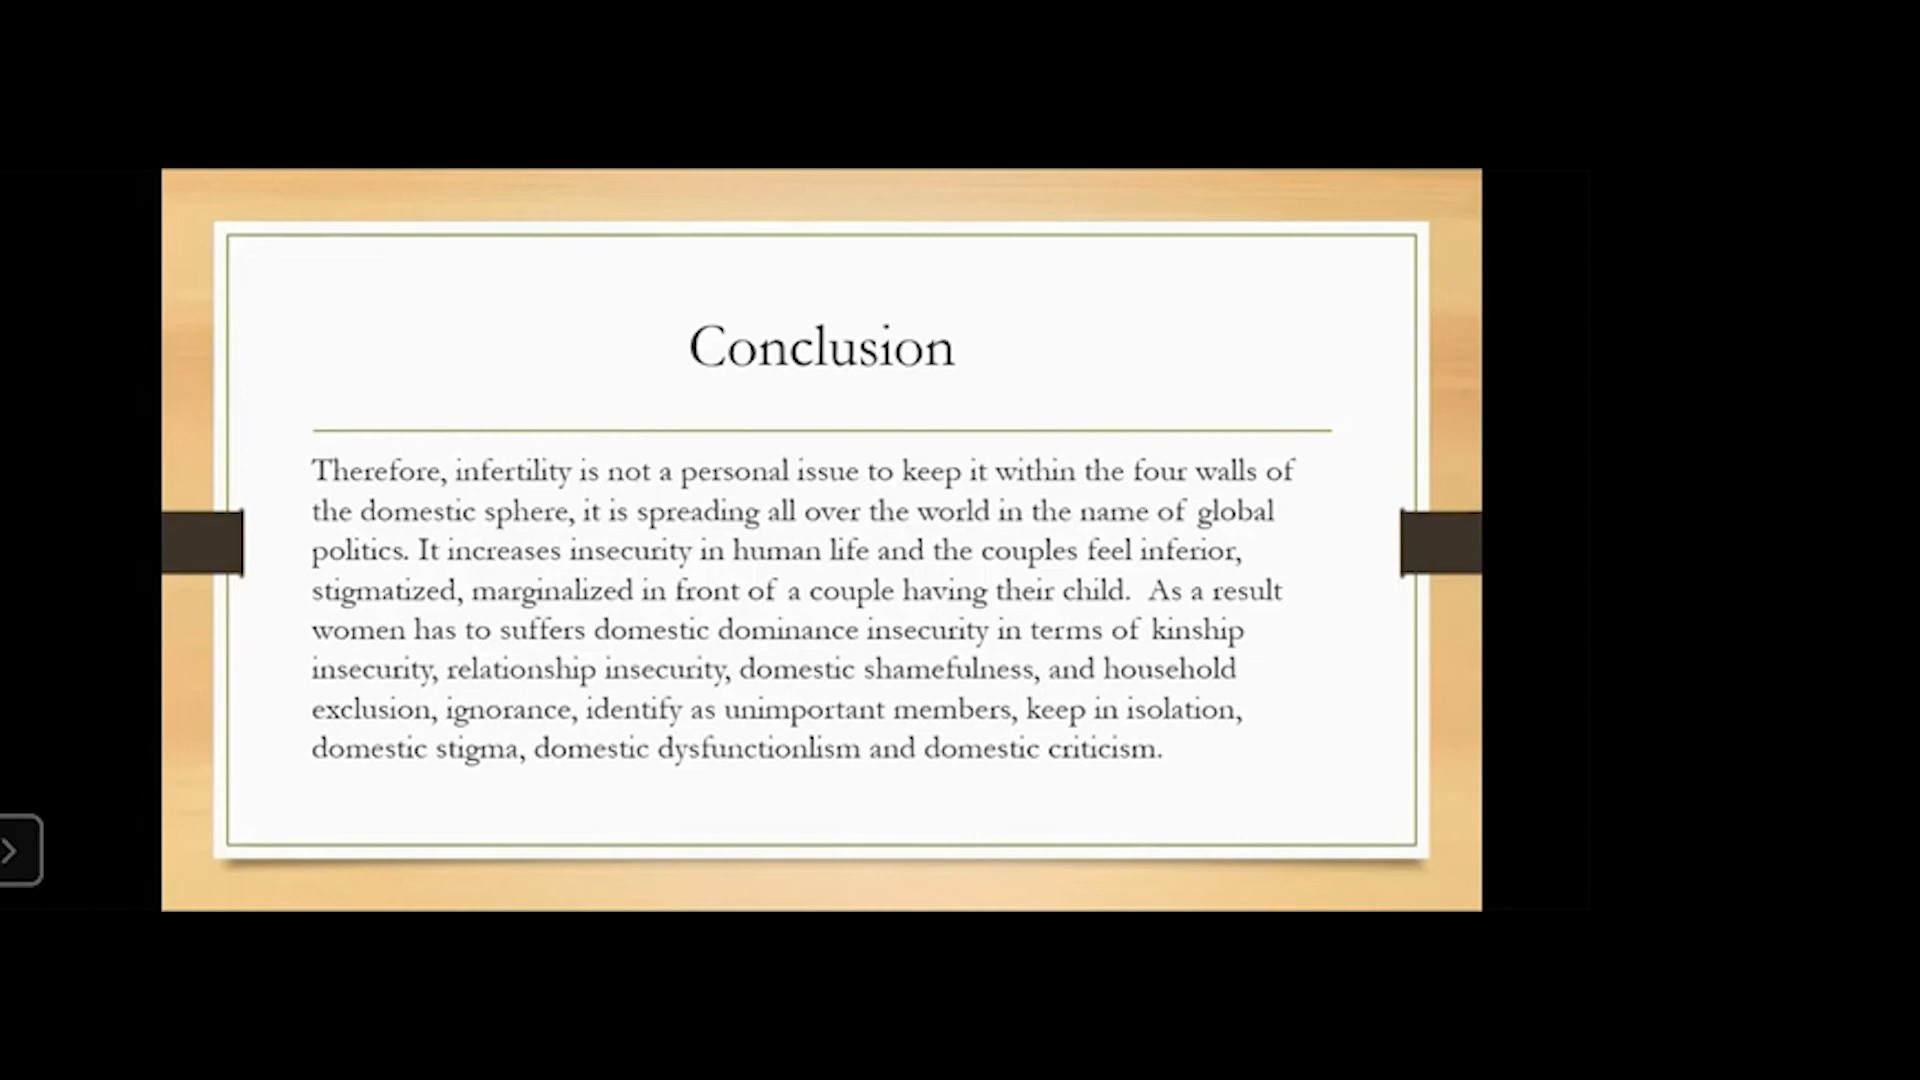 Conclusion
Therefore, infertility is not a personal issue to keep it within the four walls of
the domestic sphere, it is spreading all over the world in the name of global
politics. It increases insecurity in human life and the couples feel inferior,
stigmatized, marginalized in front of a couple having their child.  As a result
women has to suffers domestic dominance insecurity in terms of kinship
insecurity, relationship insecurity, domestic shamefulness, and household
exclusion, ignorance, identify as unimportant members, keep in isolation,
domestic stigma, domestic dysfunctionlism and domestic criticism.